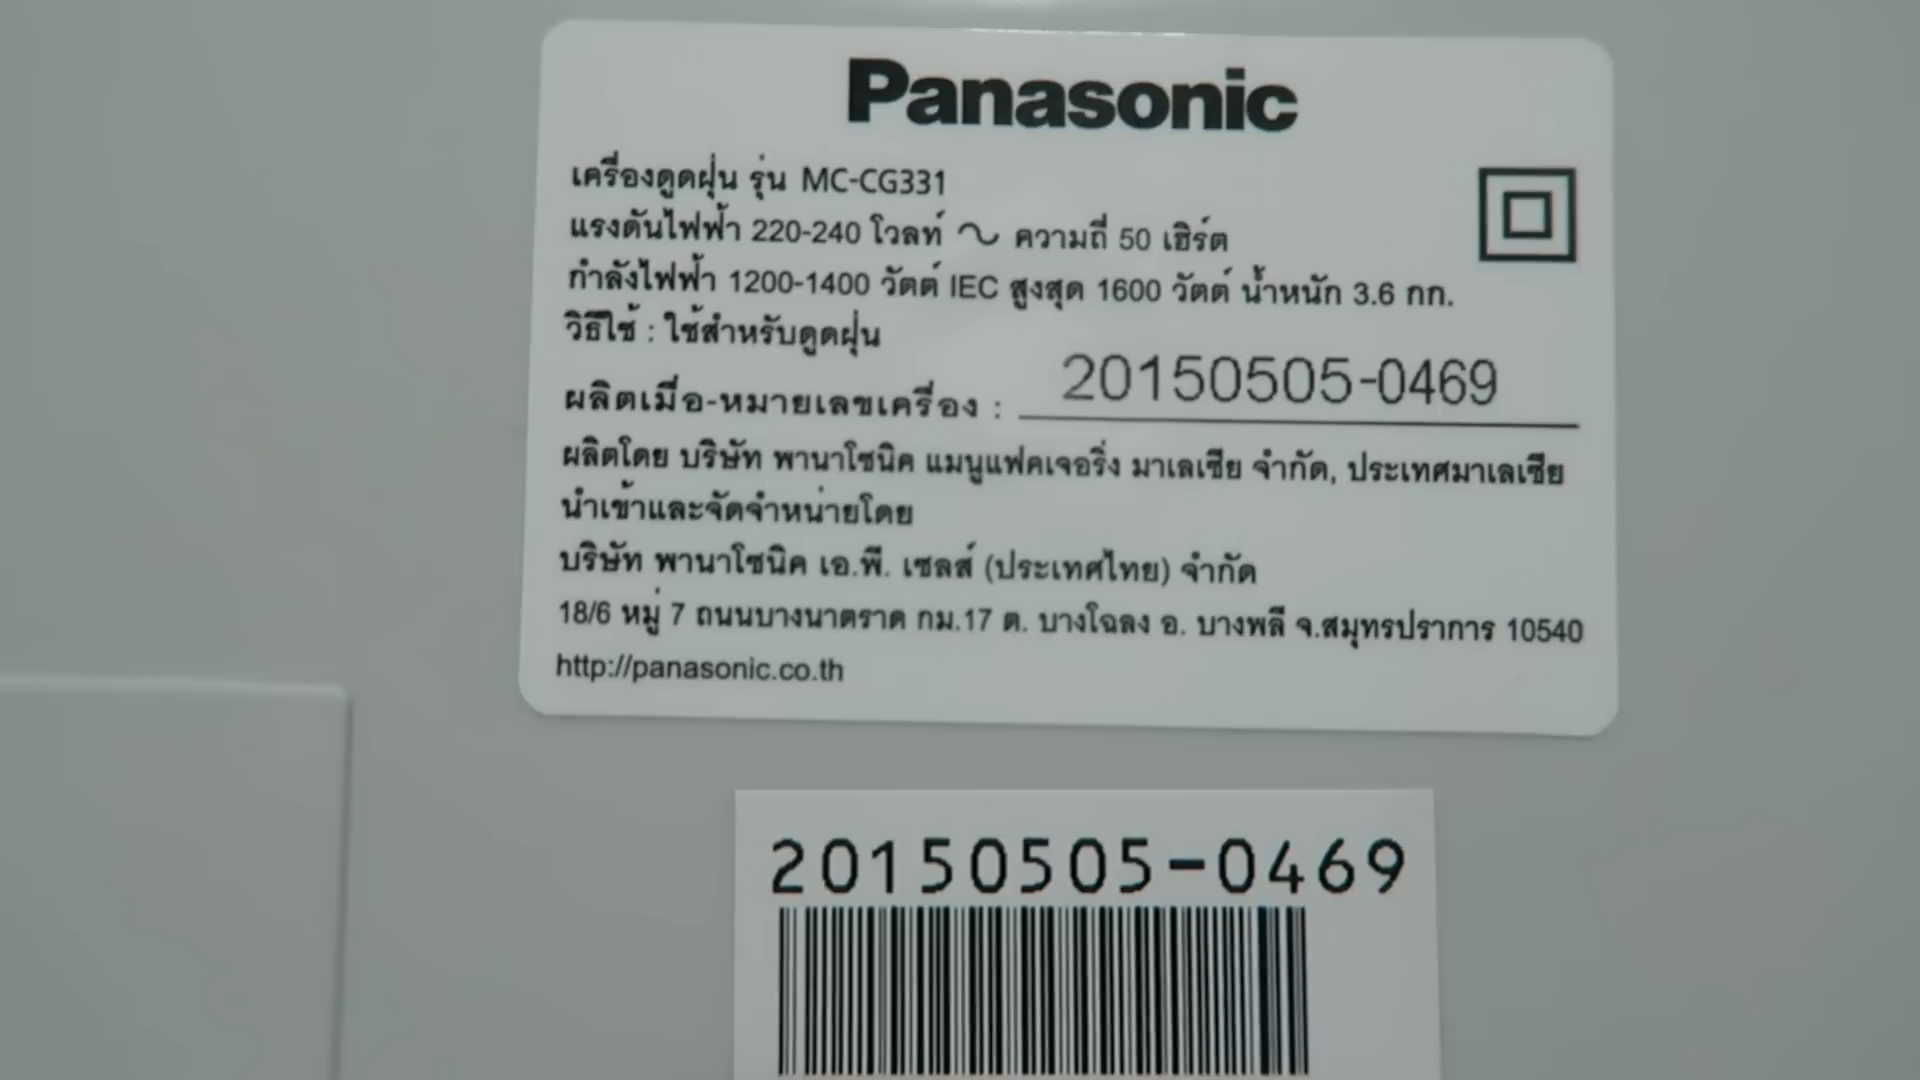 Panasonic
เครื่องดูดฝุ่น รุ่น MC-CG331
แรงดันไฟฟ้า 220-240 โวลท์ ~ ความถี่ 50 เฮิร์ต
กำลังไฟฟ้า 1200-1400 วัตต์ IEC สูงสุด 1600 วัตต์ น้ำหนัก 3.6 กก.
วิธีใช้ : ใช้สำหรับดูดฝุ่น
ผลิตเมื่อ-หมายเลขเครื่อง : 20150505-0469
ผลิตโดย บริษัท พานาโซนิค แมนูแฟคเจอริ่ง มาเลเซีย จำกัด, ประเทศมาเลเซีย
นำเข้าและจัดจำหน่ายโดย
บริษัท พานาโซนิค เอ.พี. เซลส์ (ประเทศไทย) จำกัด
18/6 หมู่ 7 ถนนบางนาตราด กม.17 ต. บางโฉลง อ. บางพลี จ.สมุทรปราการ 10540
http://panasonic.co.th
20150505-0469